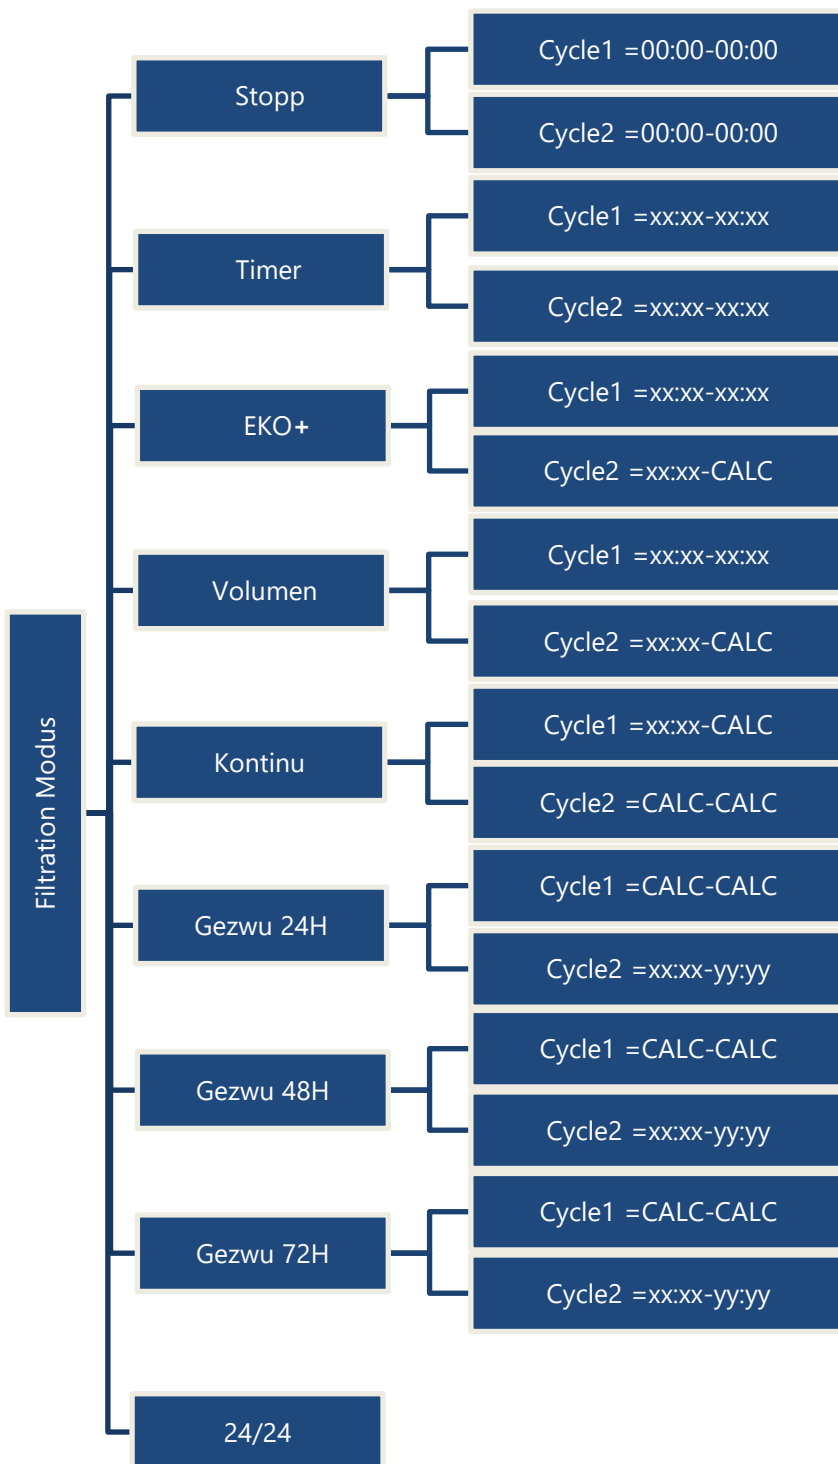 Filtration Modus
Stopp
Cycle1 =00:00-00:00
Cycle2 =00:00-00:00
Timer
Cycle1 =xx:xx-xx:xx
Cycle2 =xx:xx-xx:xx
EKO+
Cycle1 =xx:xx-xx:xx
Cycle2 =xx:xx-CALC
Volumen
Cycle1 =xx:xx-xx:xx
Cycle2 =xx:xx-CALC
Kontinu
Cycle1 =xx:xx-CALC
Cycle2 =CALC-CALC
Gezwu 24H
Cycle1 =CALC-CALC
Cycle2 =xx:xx-yy:yy
Gezwu 48H
Cycle1 =CALC-CALC
Cycle2 =xx:xx-yy:yy
Gezwu 72H
Cycle1 =CALC-CALC
Cycle2 =xx:xx-yy:yy
24/24